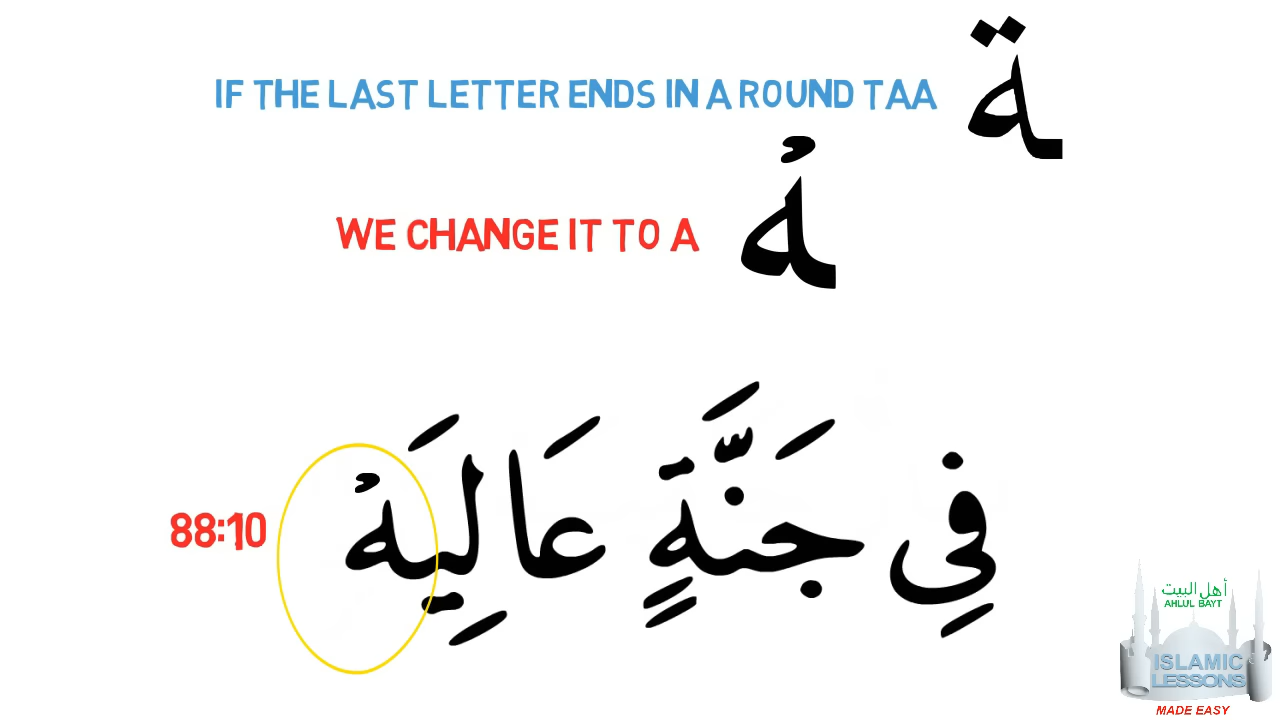 IF THE LAST LETTER ENDS IN A ROUND TAA ة
WE CHANGE IT TO A هْ
فِي جَنَّةٍ عَالِيَهْ
88:10
أهل البيت
AHLUL BAYT
ISLAMIC
LESSONS
MADE EASY